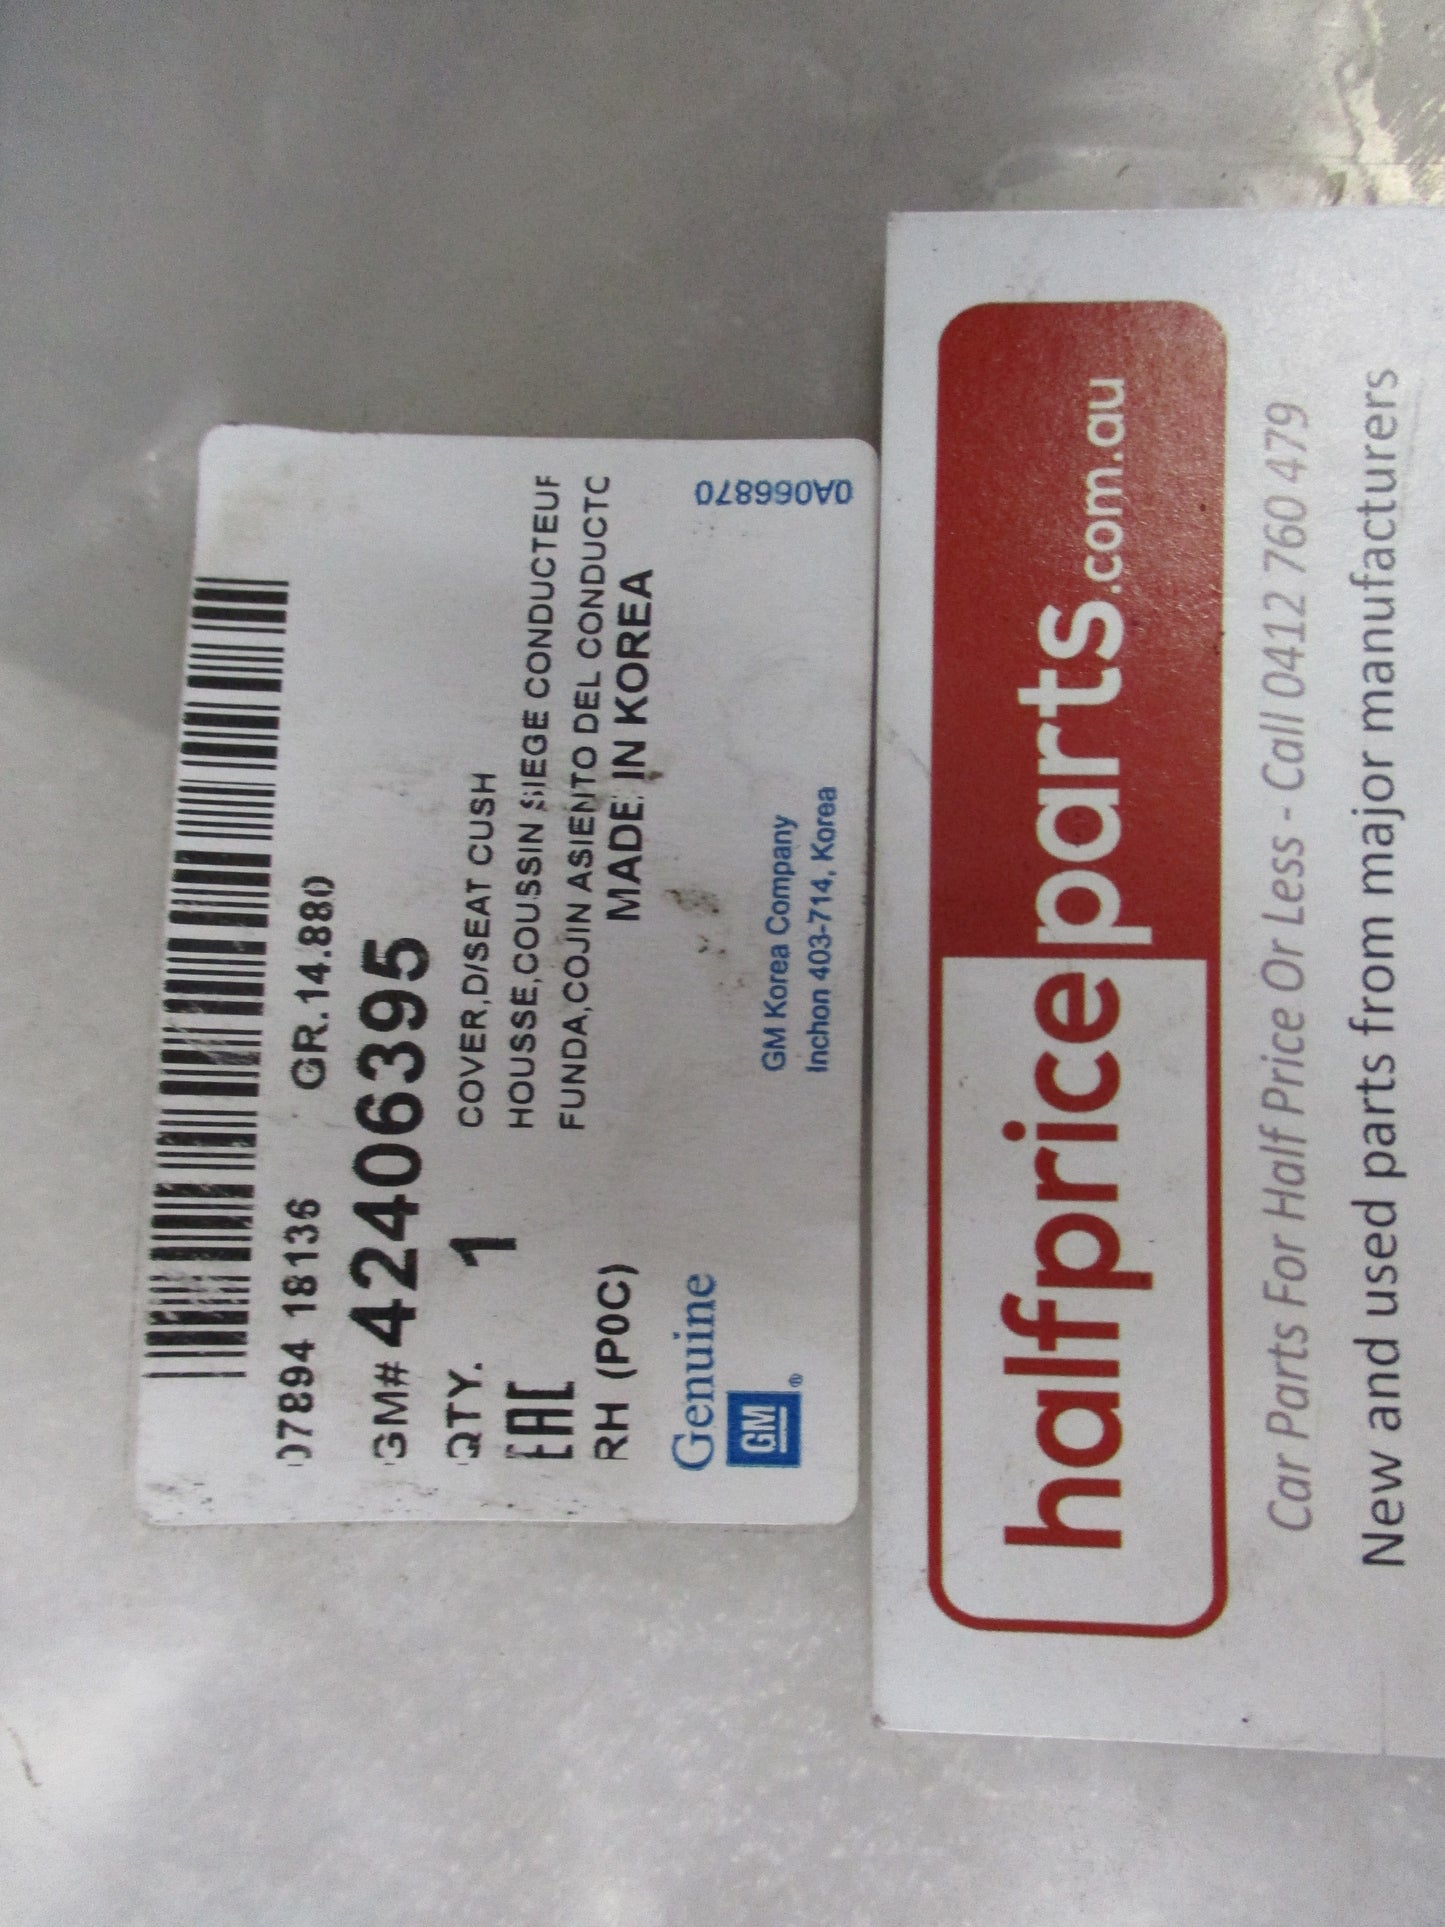 07894 18136 GR.14.880
GM# 42406395
QTY. 1
COVER,D/SEAT CUSH
HOUSSE,COUSSIN SIEGE CONDUCTEUF
FUNDA,COJIN ASIENTO DEL CONDUCTC
EAC
RH (P0C)
MADE IN KOREA
Genuine
GM ®
GM Korea Company
Inchon 403-714, Korea
0A066870
halfpriceparts.com.au
Car Parts For Half Price Or Less - Call 0412 760 479
New and used parts from major manufacturers